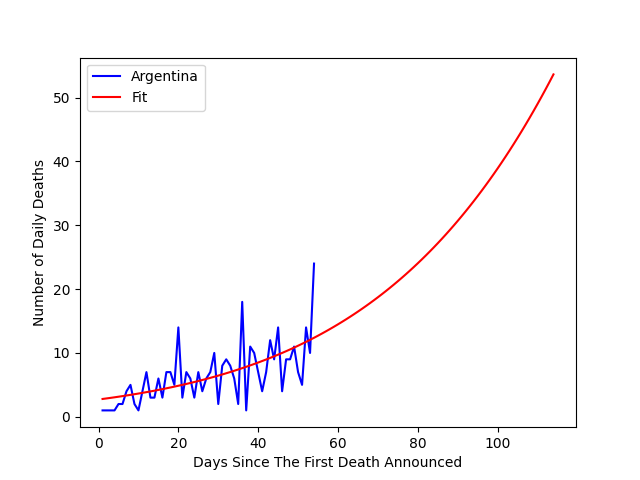 Argentina
Fit
Number of Daily Deaths
50
40
30
20
10
0
0 20 40 60 80 100
Days Since The First Death Announced